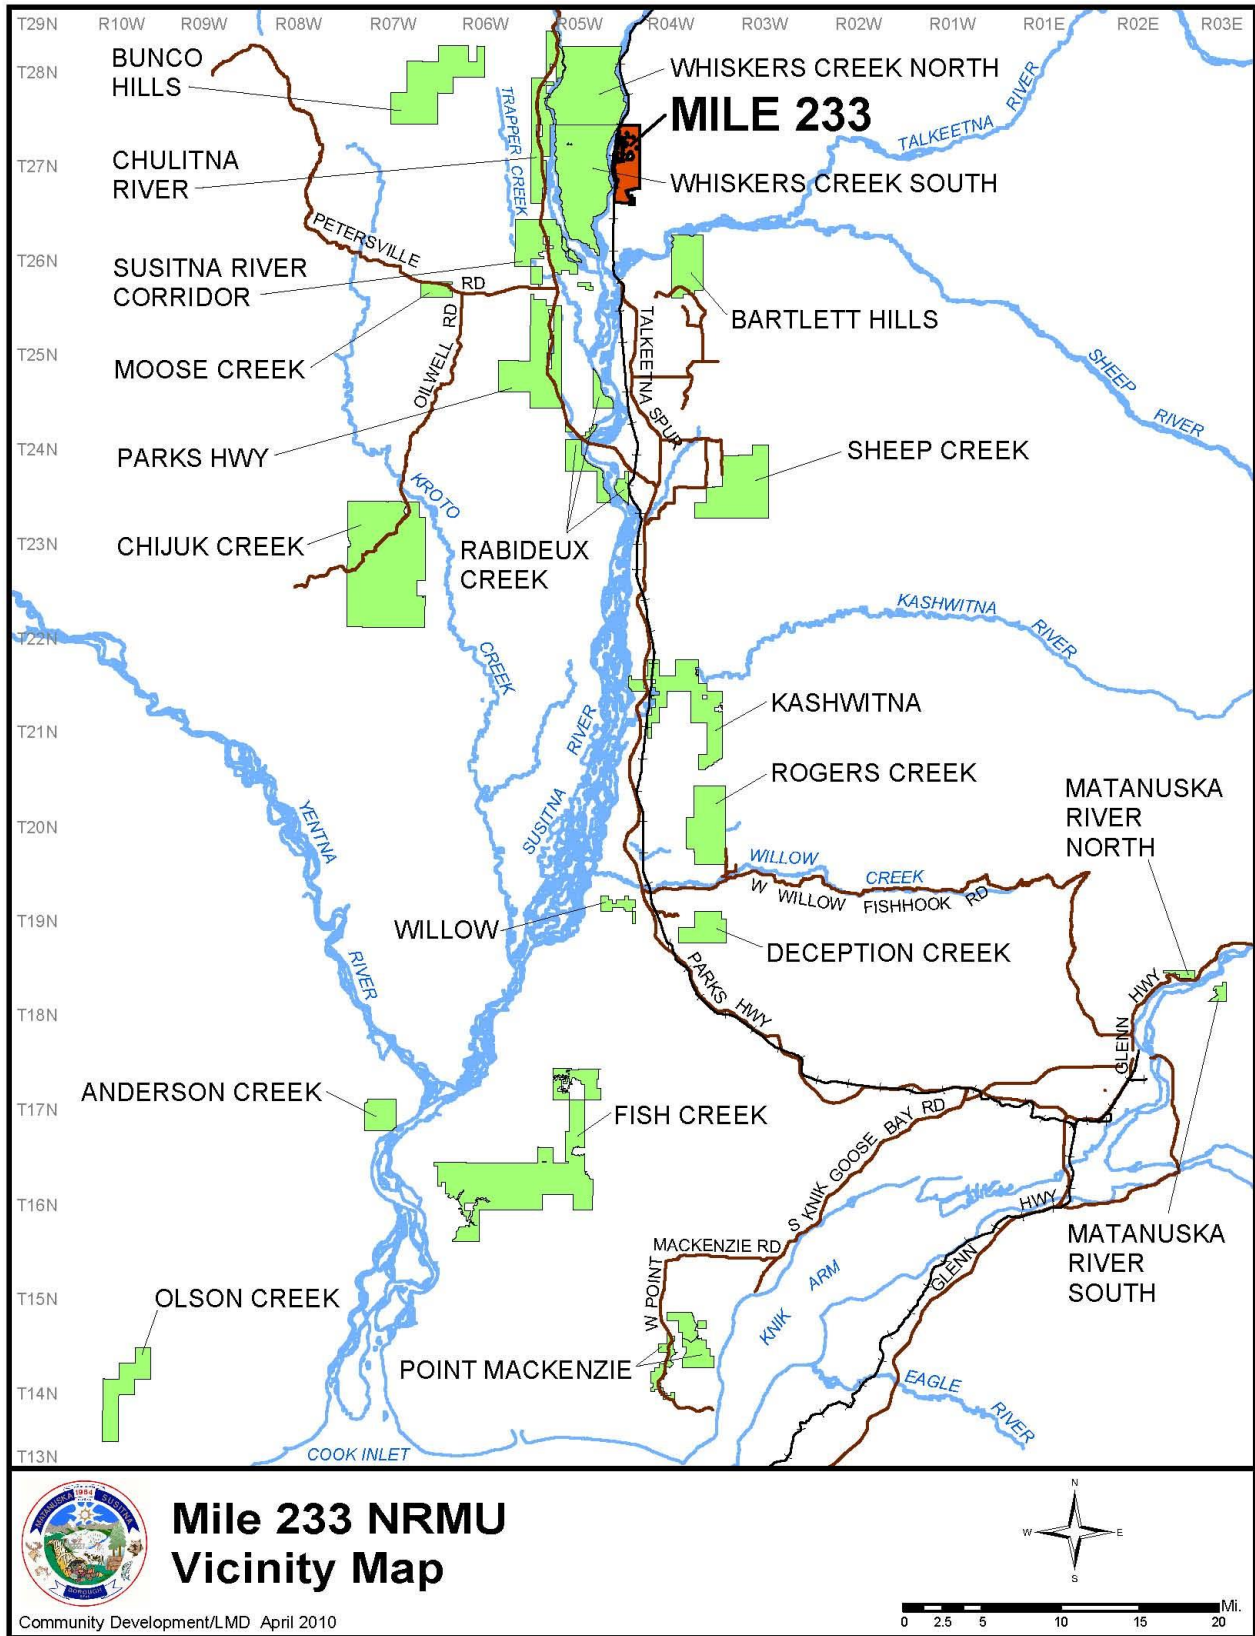 T29N R10W R09W R08W R07W R06W R05W R04W R03W R02W R01W R01E R02E R03E
BUNCO
HILLS
WHISKERS CREEK NORTH
T28N
MILE 233
TRAPPER CREEK
TALKEETNA
RIVER
CHULITNA
RIVER
T27N
WHISKERS CREEK SOUTH
PETERSVILLE
RD
T26N
SUSITNA RIVER
CORRIDOR
BARTLETT HILLS
TALKEETNA SPUR
T25N
MOOSE CREEK
OILWELL RD
SHEEP
RIVER
T24N
PARKS HWY
SHEEP CREEK
KROTO
CREEK
T23N
CHIJUK CREEK
RABIDEUX
CREEK
KASHWITNA
RIVER
T22N
SUSITNA
RIVER
KASHWITNA
T21N
ROGERS CREEK
MATANUSKA
RIVER
NORTH
T20N
YENTNA
RIVER
WILLOW
CREEK
W WILLOW FISHHOOK RD
T19N
WILLOW
DECEPTION CREEK
PARKS HWY
GLENN HWY
T18N
ANDERSON CREEK
T17N
FISH CREEK
S KNIK GOOSE BAY RD
T16N
HWY
GLENN
MATANUSKA
RIVER
SOUTH
MACKENZIE RD
W POINT
KNIK ARM
T15N
OLSON CREEK
POINT MACKENZIE
EAGLE
RIVER
T14N
T13N
COOK INLET
MATANUSKA 1964 SUSITNA
BOROUGH
Mile 233 NRMU
Vicinity Map
N
W E
S
Community Development/LMD April 2010
0 2.5 5 10 15 20 Mi.